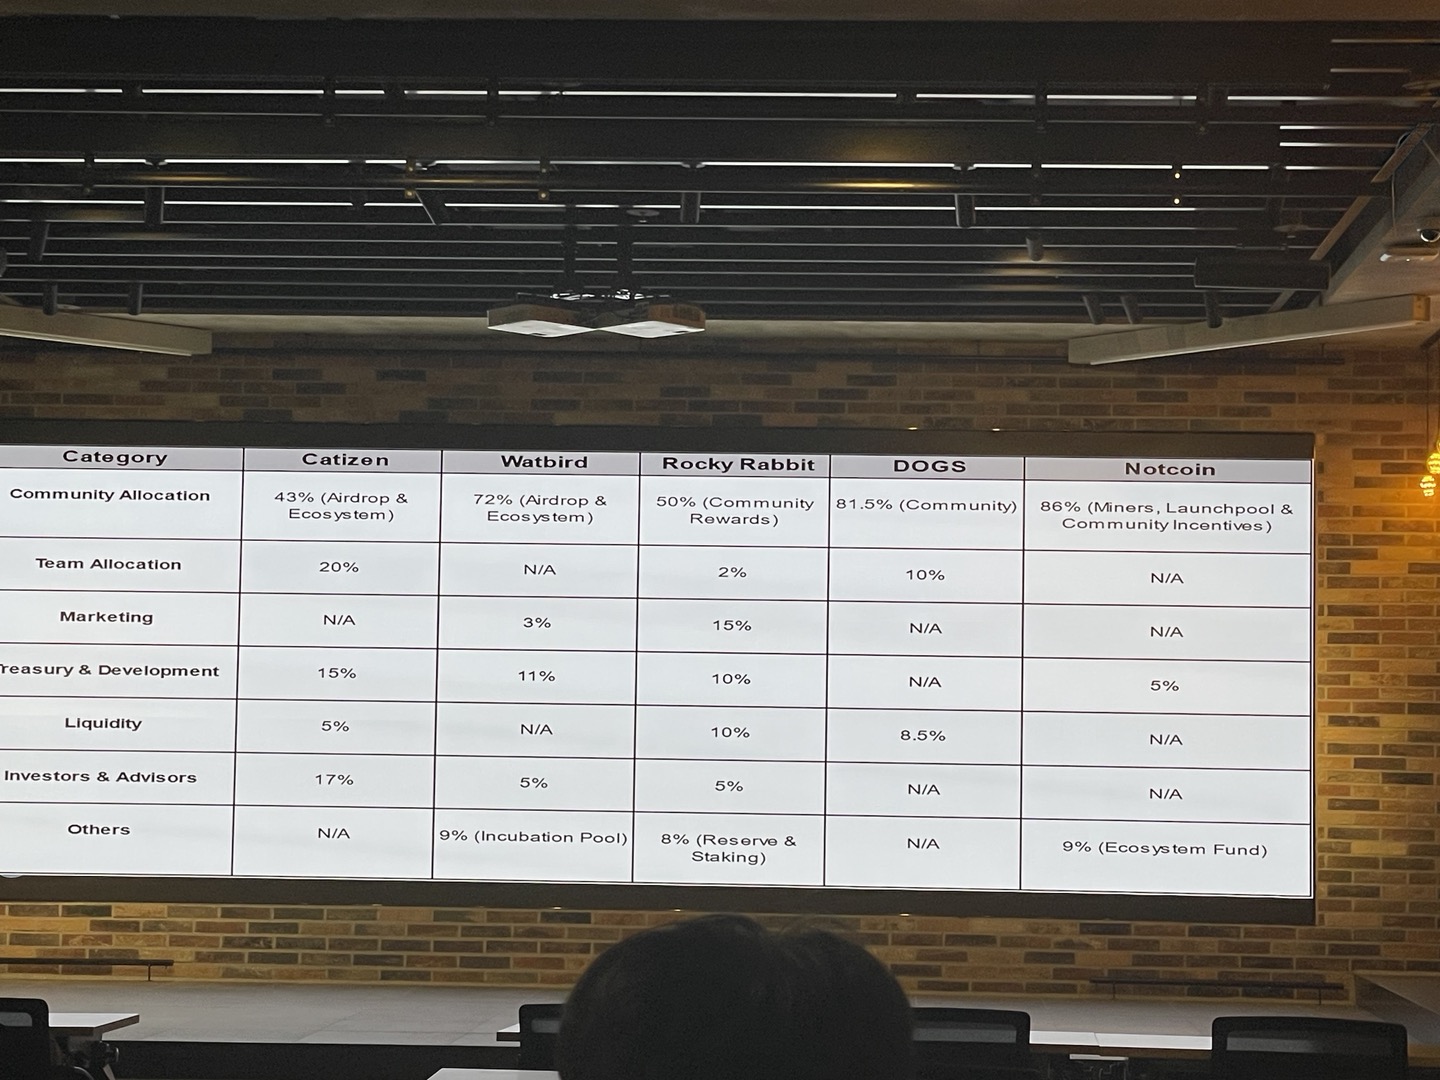 Category Catizen Watbird Rocky Rabbit DOGS Notcoin
Community Allocation 43% (Airdrop & 72% (Airdrop & 50% (Community 81.5% (Community) 86% (Miners, Launchpool &
Ecosystem) Ecosystem) Rewards) Community Incentives)
Team Allocation 20% N/A 2% 10% N/A
Marketing N/A 3% 15% N/A N/A
reasury & Development 15% 11% 10% N/A 5%
Liquidity 5% N/A 10% 8.5% N/A
Investors & Advisors 17% 5% 5% N/A N/A
Others N/A 9% (Incubation Pool) 8% (Reserve & N/A 9% (Ecosystem Fund)
Staking)